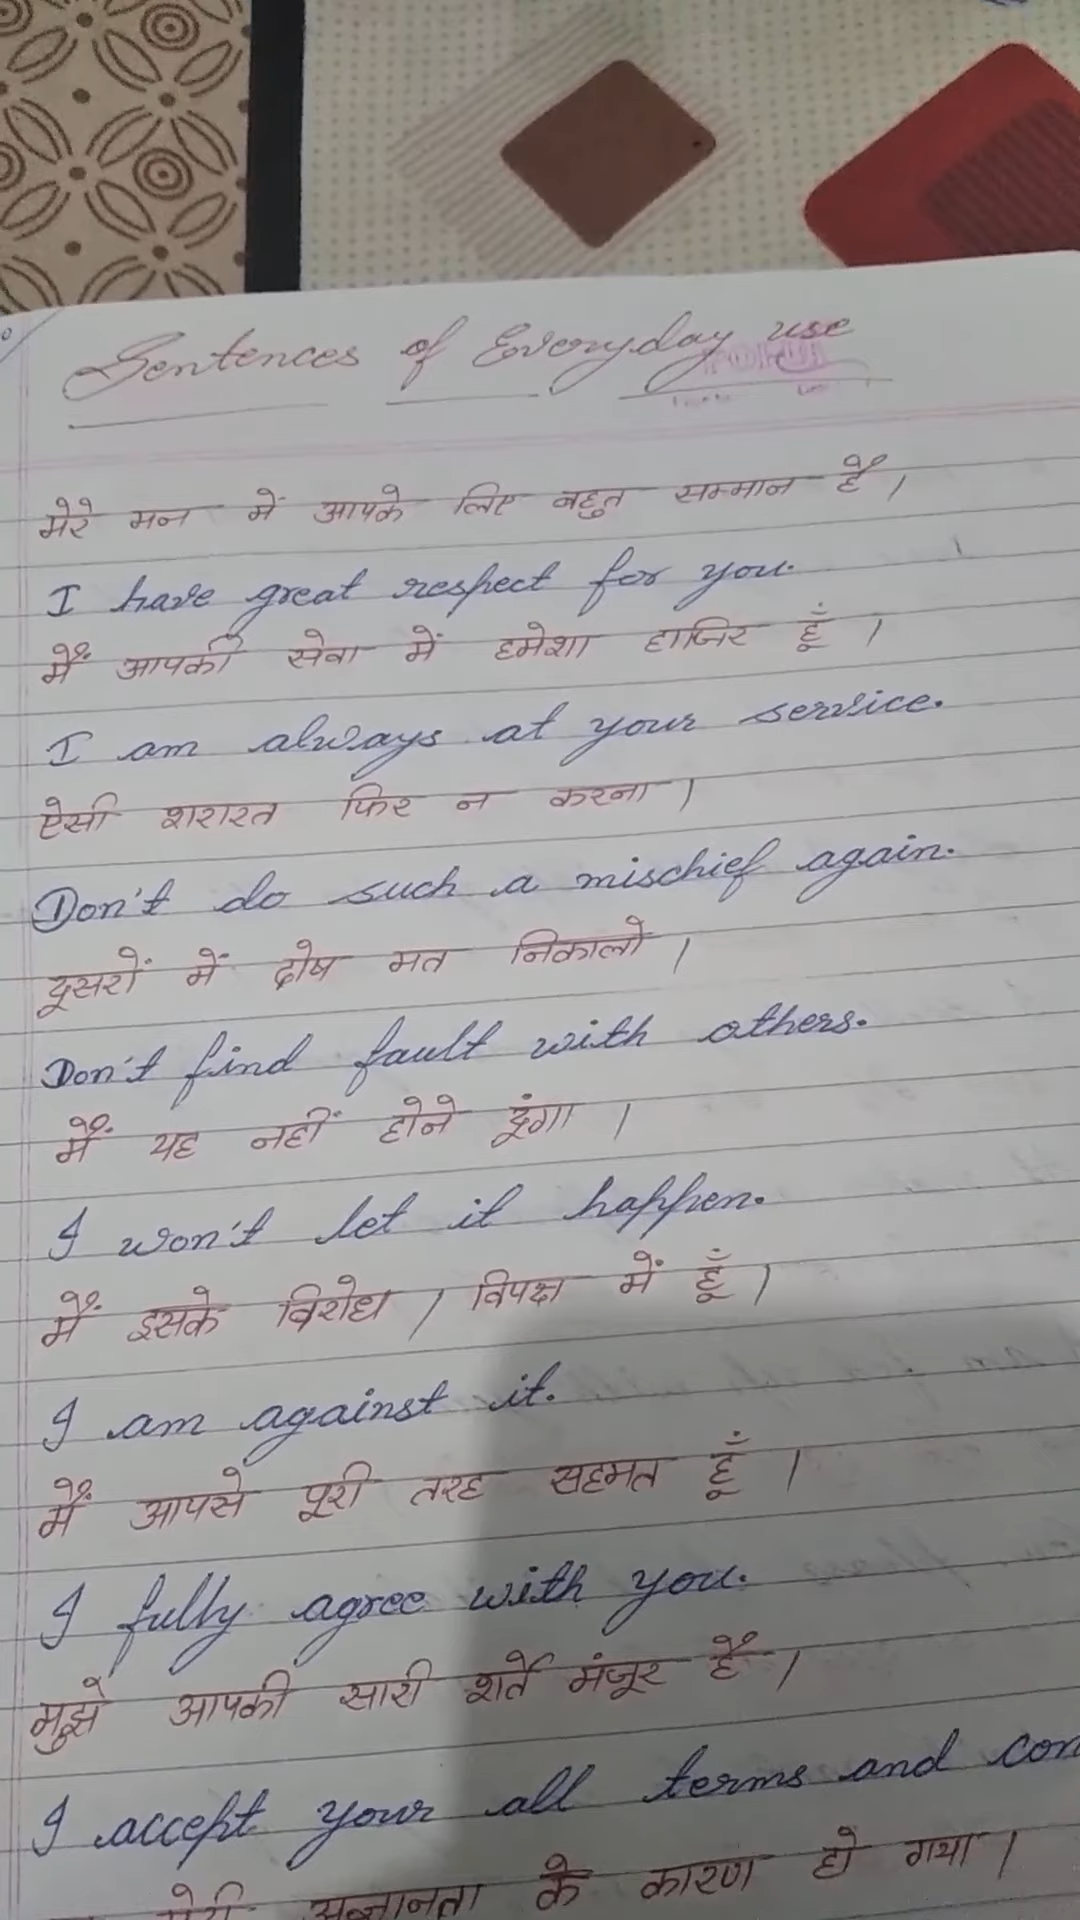 Sentences of Everyday use
मेरे मन में आपके लिए बहुत सम्मान है।
I have great respect for you.
मैं आपकी सेवा में हमेशा हाजिर हूँ।
I am always at your service.
ऐसी शरारत फिर न करना।
Don't do such a mischief again.
दूसरों में दोष मत निकालो।
Don't find fault with others.
मैं यह नहीं होने दूंगा।
I won't let it happen.
मैं इसके विरोध / विपक्ष में हूँ।
I am against it.
मैं आपसे पूरी तरह सहमत हूँ।
I fully agree with you.
मुझे आपकी सारी शर्तें मंजूर है।
I accept your all terms and con
मेरी अज्ञानता के कारण हो गया।